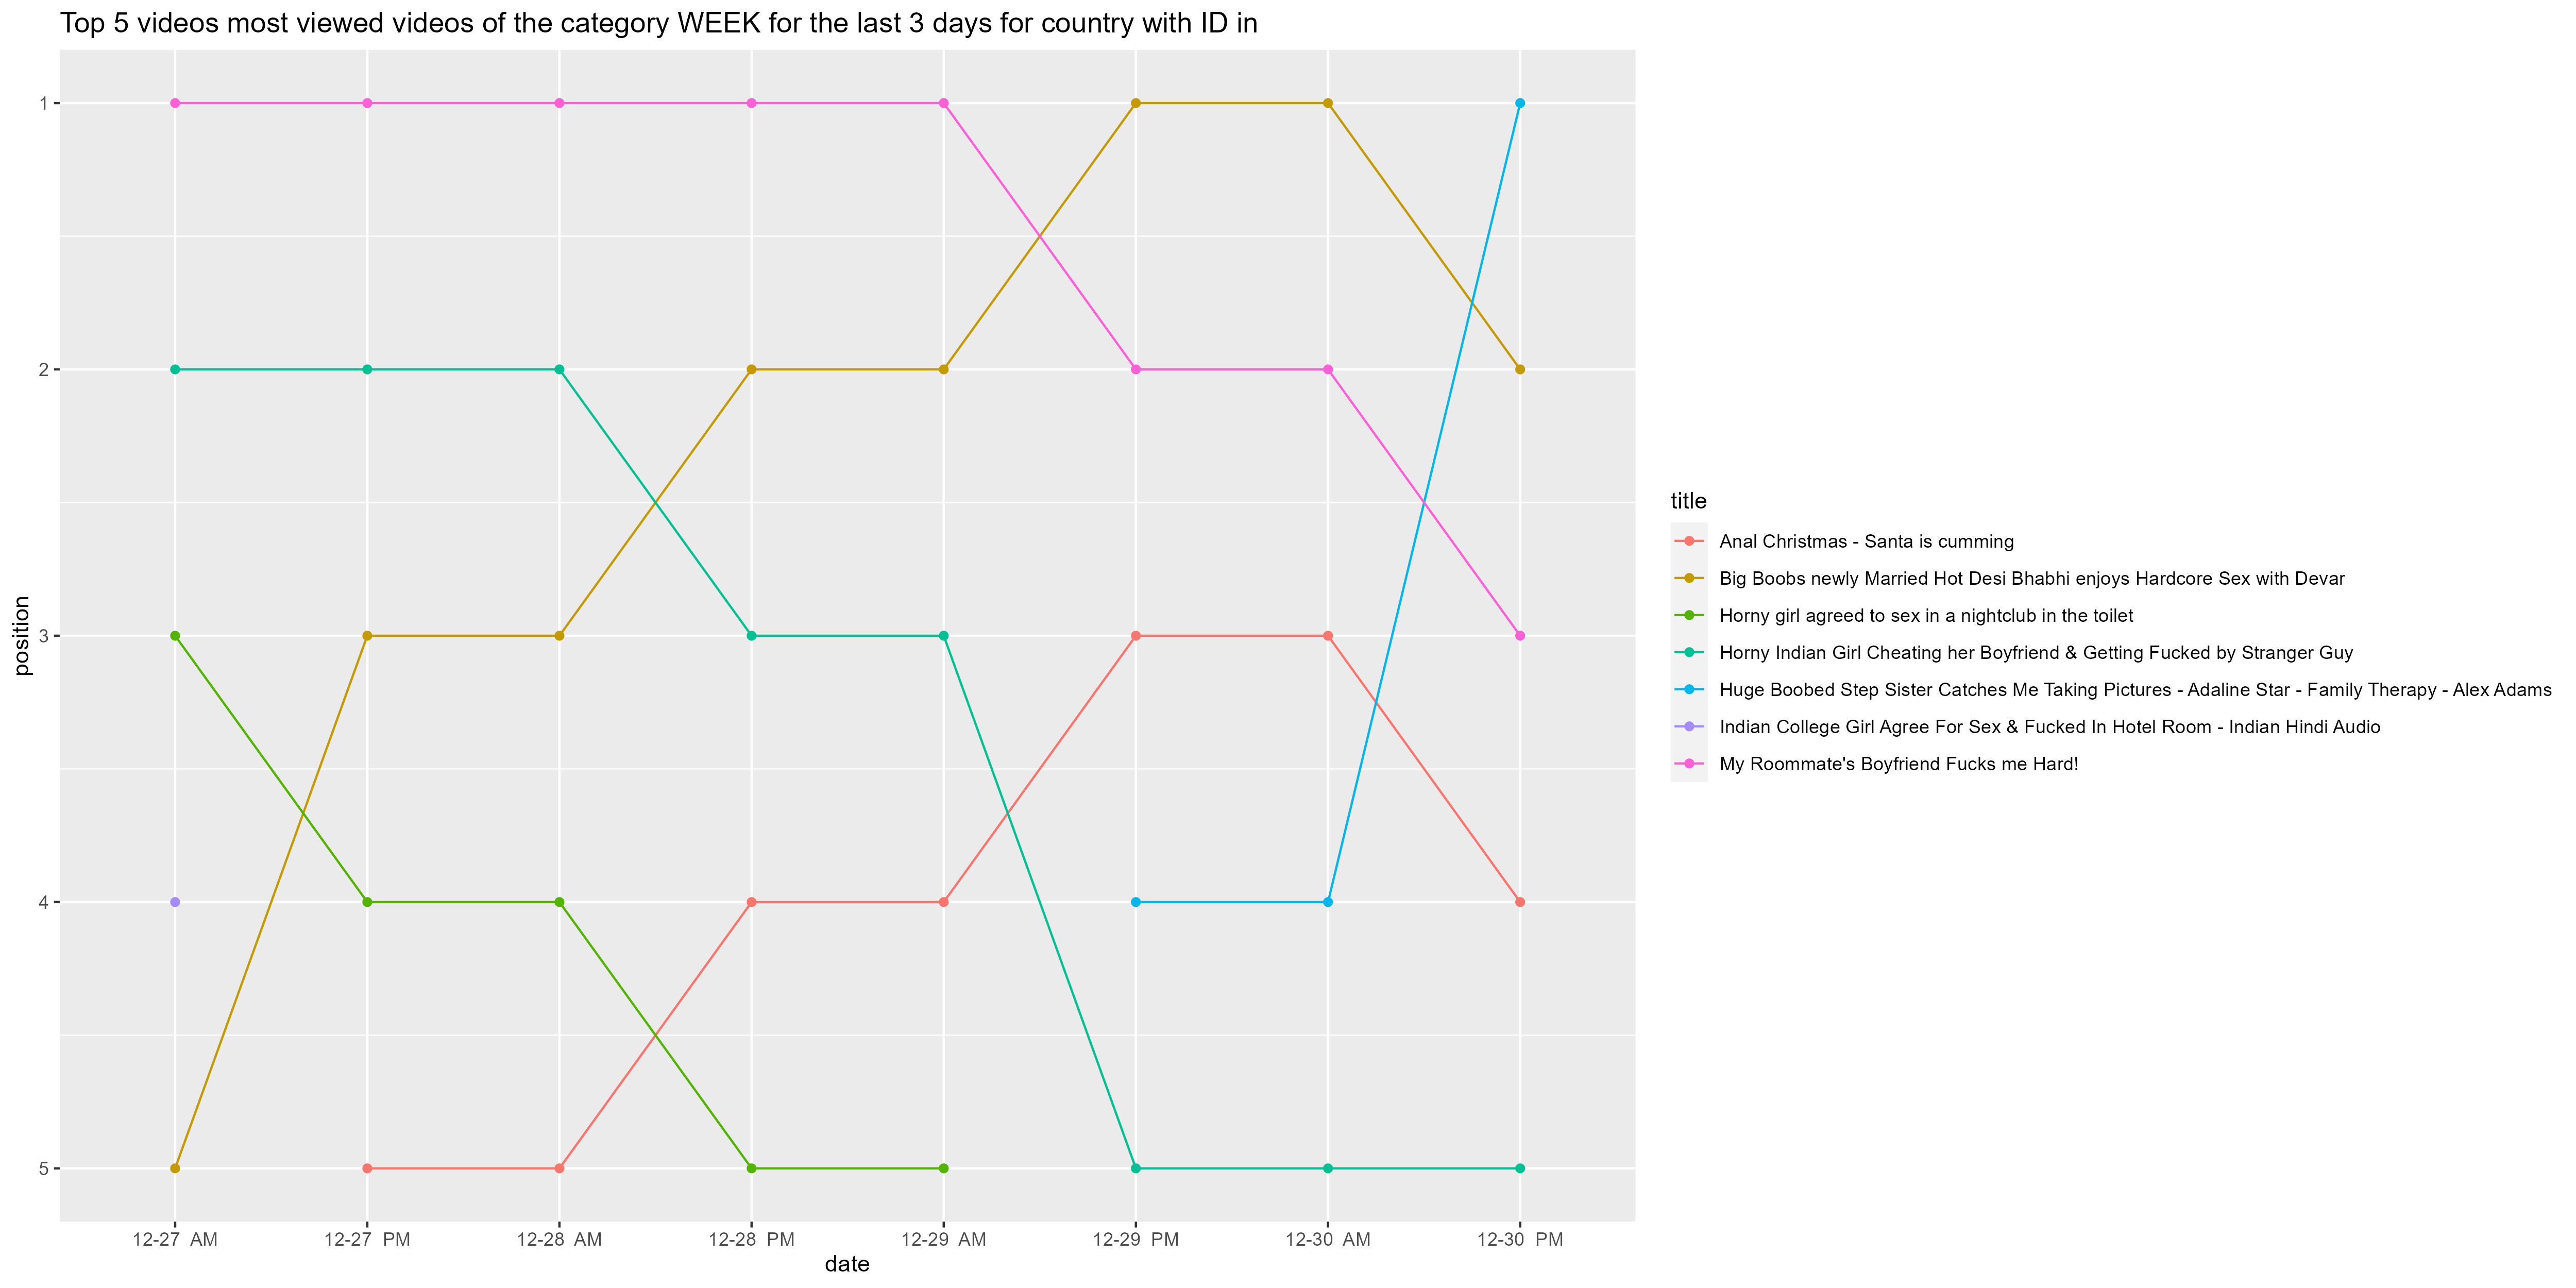 Top 5 videos most viewed videos of the category WEEK for the last 3 days for country with ID in
1
2
3
4
5
position
12-27 AM
12-27 PM
12-28 AM
12-28 PM
12-29 AM
12-29 PM
12-30 AM
12-30 PM
date
title
Anal Christmas - Santa is cumming
Big Boobs newly Married Hot Desi Bhabhi enjoys Hardcore Sex with Devar
Horny girl agreed to sex in a nightclub in the toilet
Horny Indian Girl Cheating her Boyfriend & Getting Fucked by Stranger Guy
Huge Boobed Step Sister Catches Me Taking Pictures - Adaline Star - Family Therapy - Alex Adams
Indian College Girl Agree For Sex & Fucked In Hotel Room - Indian Hindi Audio
My Roommate's Boyfriend Fucks me Hard!